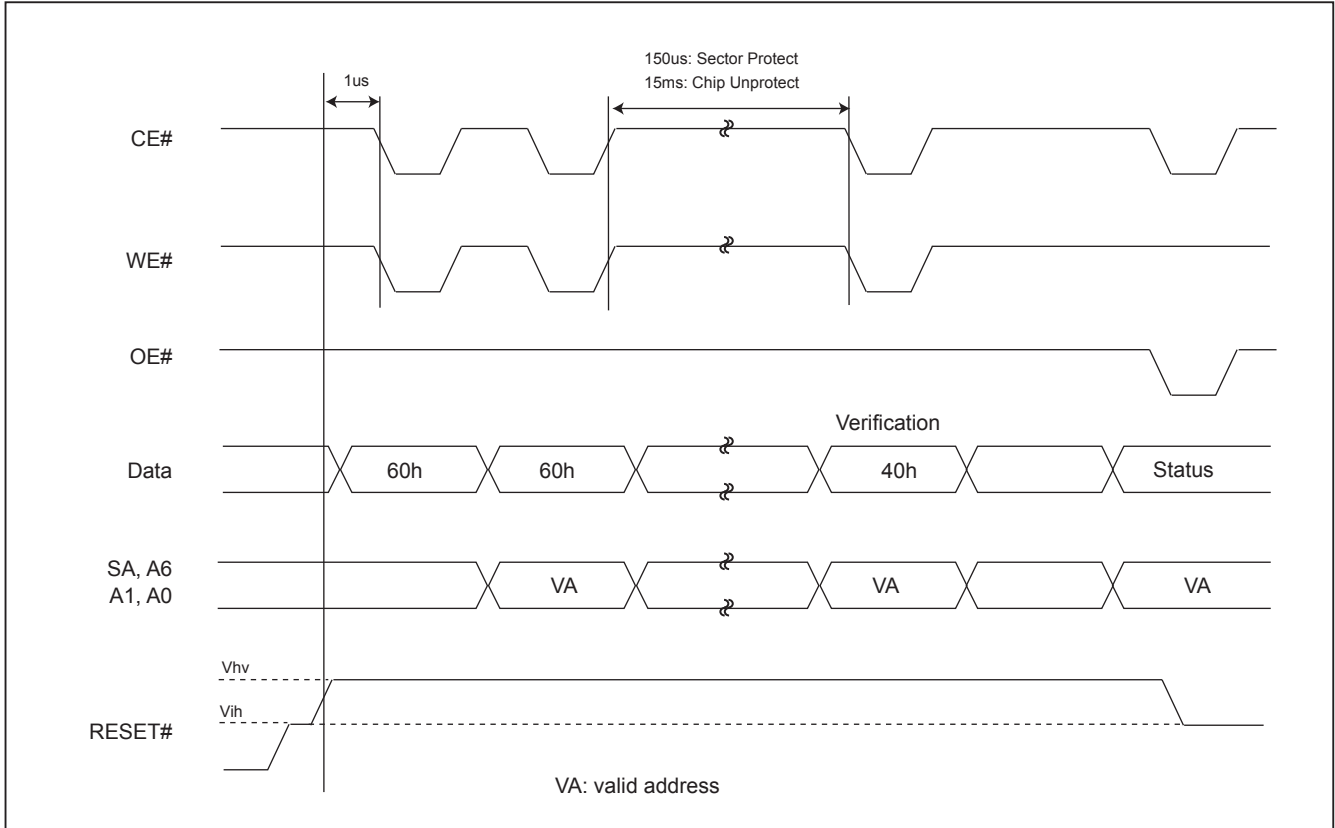 150us: Sector Protect
1us
15ms: Chip Unprotect
CE#
WE#
OE#
Verification
Data
60h
60h
40h
Status
SA, A6
A1, A0
VA
VA
VA
Vhv
Vih
RESET#
VA: valid address